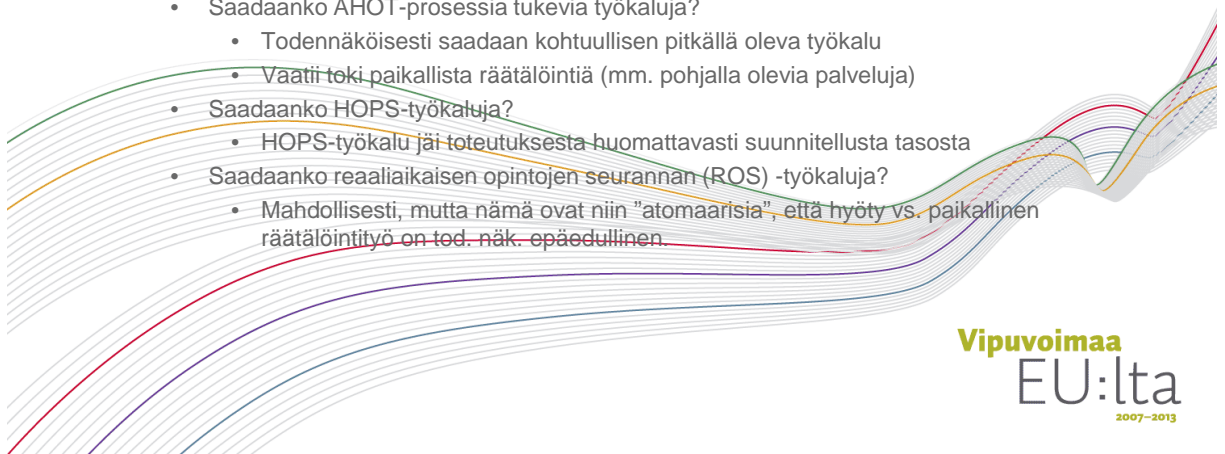 • Saadaanko AHOT-prosessia tukevia työkaluja?
• Todennäköisesti saadaan kohtuullisen pitkällä oleva työkalu
• Vaatii toki paikallista räätälöintiä (mm. pohjalla olevia palveluja)
• Saadaanko HOPS-työkaluja?
• HOPS-työkalu jäi toteutuksesta huomattavasti suunnitellusta tasosta
• Saadaanko reaaliaikaisen opintojen seurannan (ROS) -työkaluja?
• Mahdollisesti, mutta nämä ovat niin ”atomaarisia”, että hyöty vs. paikallinen
räätälöintityö on tod. näk. epäedullinen.
Vipuvoimaa
EU:lta
2007–2013